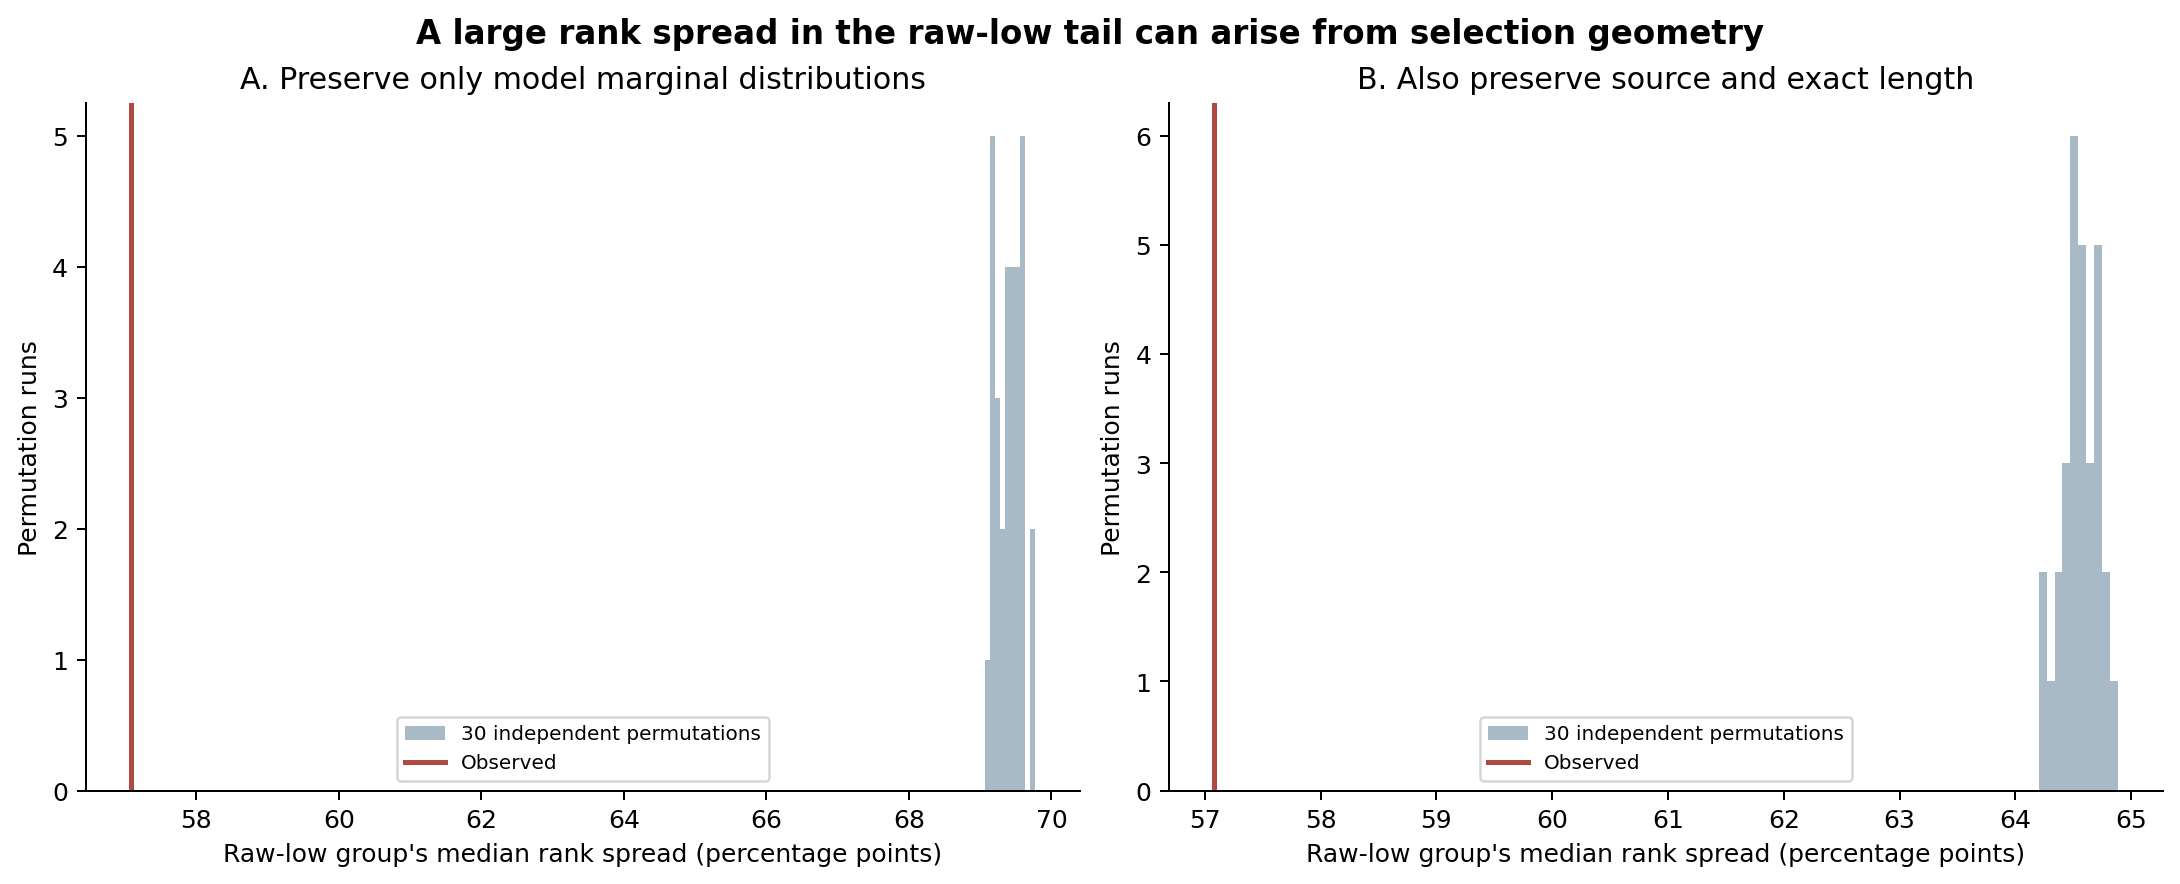 A large rank spread in the raw-low tail can arise from selection geometry
A. Preserve only model marginal distributions
Permutation runs
5
4
3
2
1
0
58 60 62 64 66 68 70
Raw-low group's median rank spread (percentage points)
30 independent permutations
Observed
B. Also preserve source and exact length
Permutation runs
6
5
4
3
2
1
0
57 58 59 60 61 62 63 64 65
Raw-low group's median rank spread (percentage points)
30 independent permutations
Observed